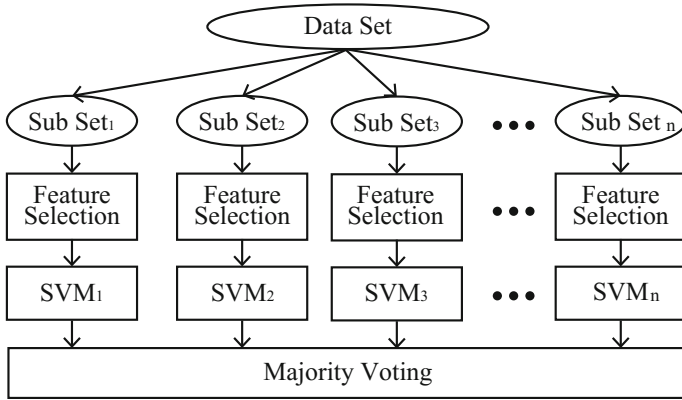 Data Set
Sub Set₁ Sub Set₂ Sub Set₃ ●●● Sub Set ₙ
Feature Selection Feature Selection Feature Selection ●●● Feature Selection
SVM₁ SVM₂ SVM₃ ●●● SVMₙ
Majority Voting